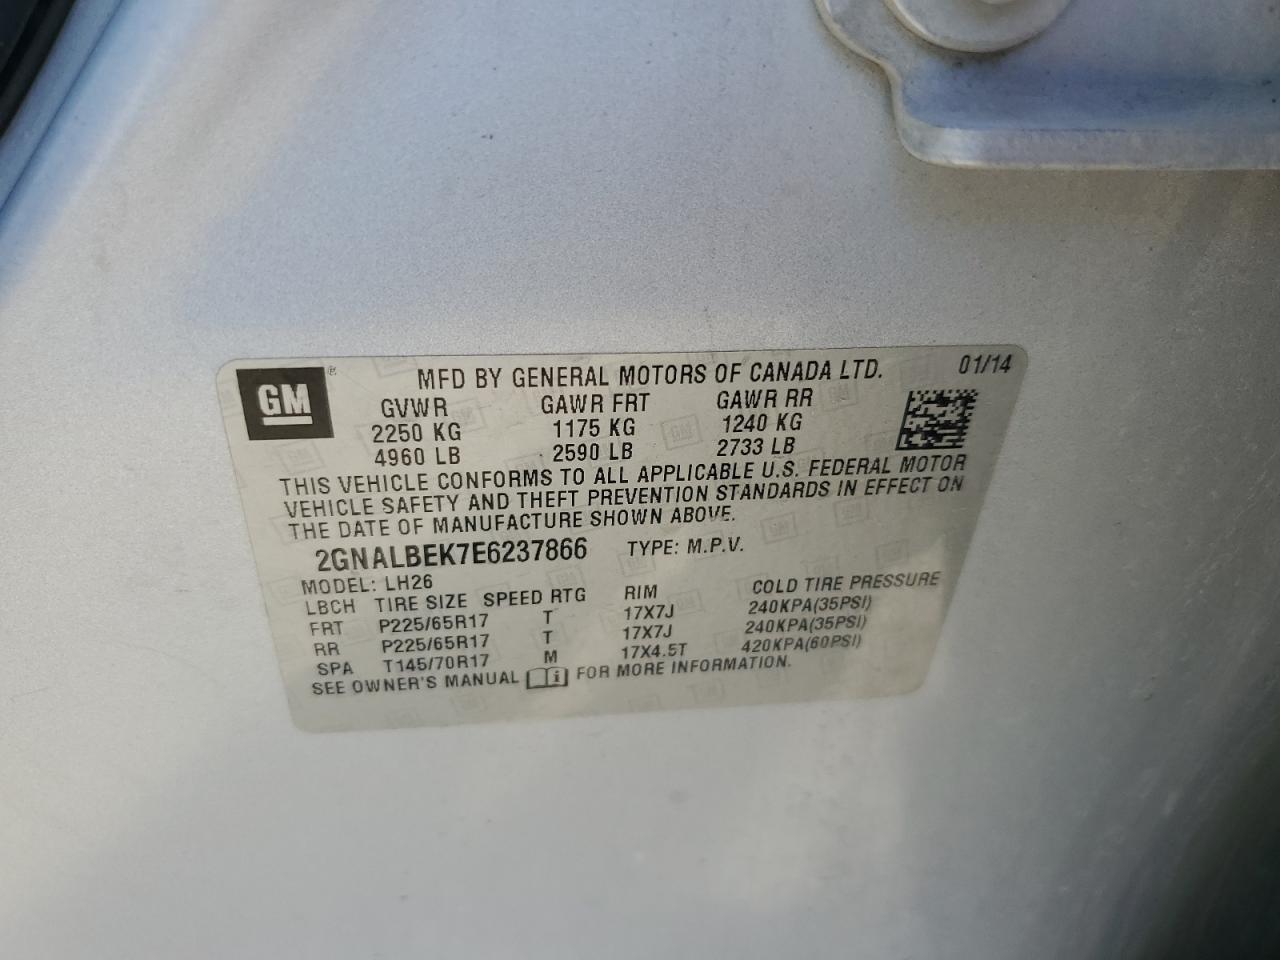 GM ® MFD BY GENERAL MOTORS OF CANADA LTD. 01/14
GVWR GAWR FRT GAWR RR
2250 KG 1175 KG 1240 KG
4960 LB 2590 LB 2733 LB
THIS VEHICLE CONFORMS TO ALL APPLICABLE U.S. FEDERAL MOTOR
VEHICLE SAFETY AND THEFT PREVENTION STANDARDS IN EFFECT ON
THE DATE OF MANUFACTURE SHOWN ABOVE.
2GNALBEK7E6237866 TYPE: M.P.V.
MODEL: LH26
LBCH TIRE SIZE SPEED RTG RIM COLD TIRE PRESSURE
FRT P225/65R17 T 17X7J 240KPA(35PSI)
RR P225/65R17 T 17X7J 240KPA(35PSI)
SPA T145/70R17 M 17X4.5T 420KPA(60PSI)
SEE OWNER'S MANUAL i FOR MORE INFORMATION.